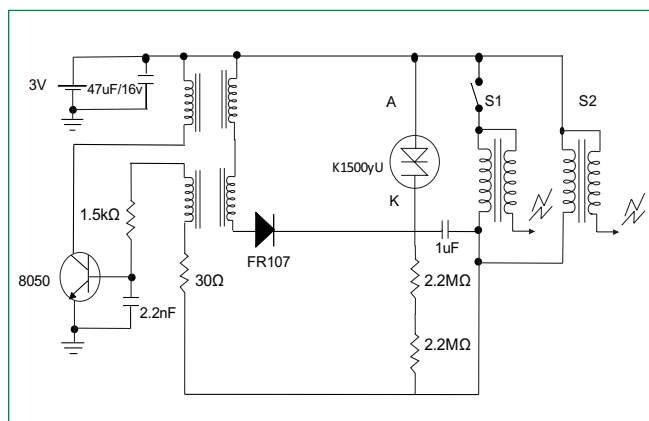 3V
47uF/16v
A
S1
S2
K1500yU
K
1.5kΩ
1uF
FR107
8050
30Ω
2.2MΩ
2.2nF
2.2MΩ